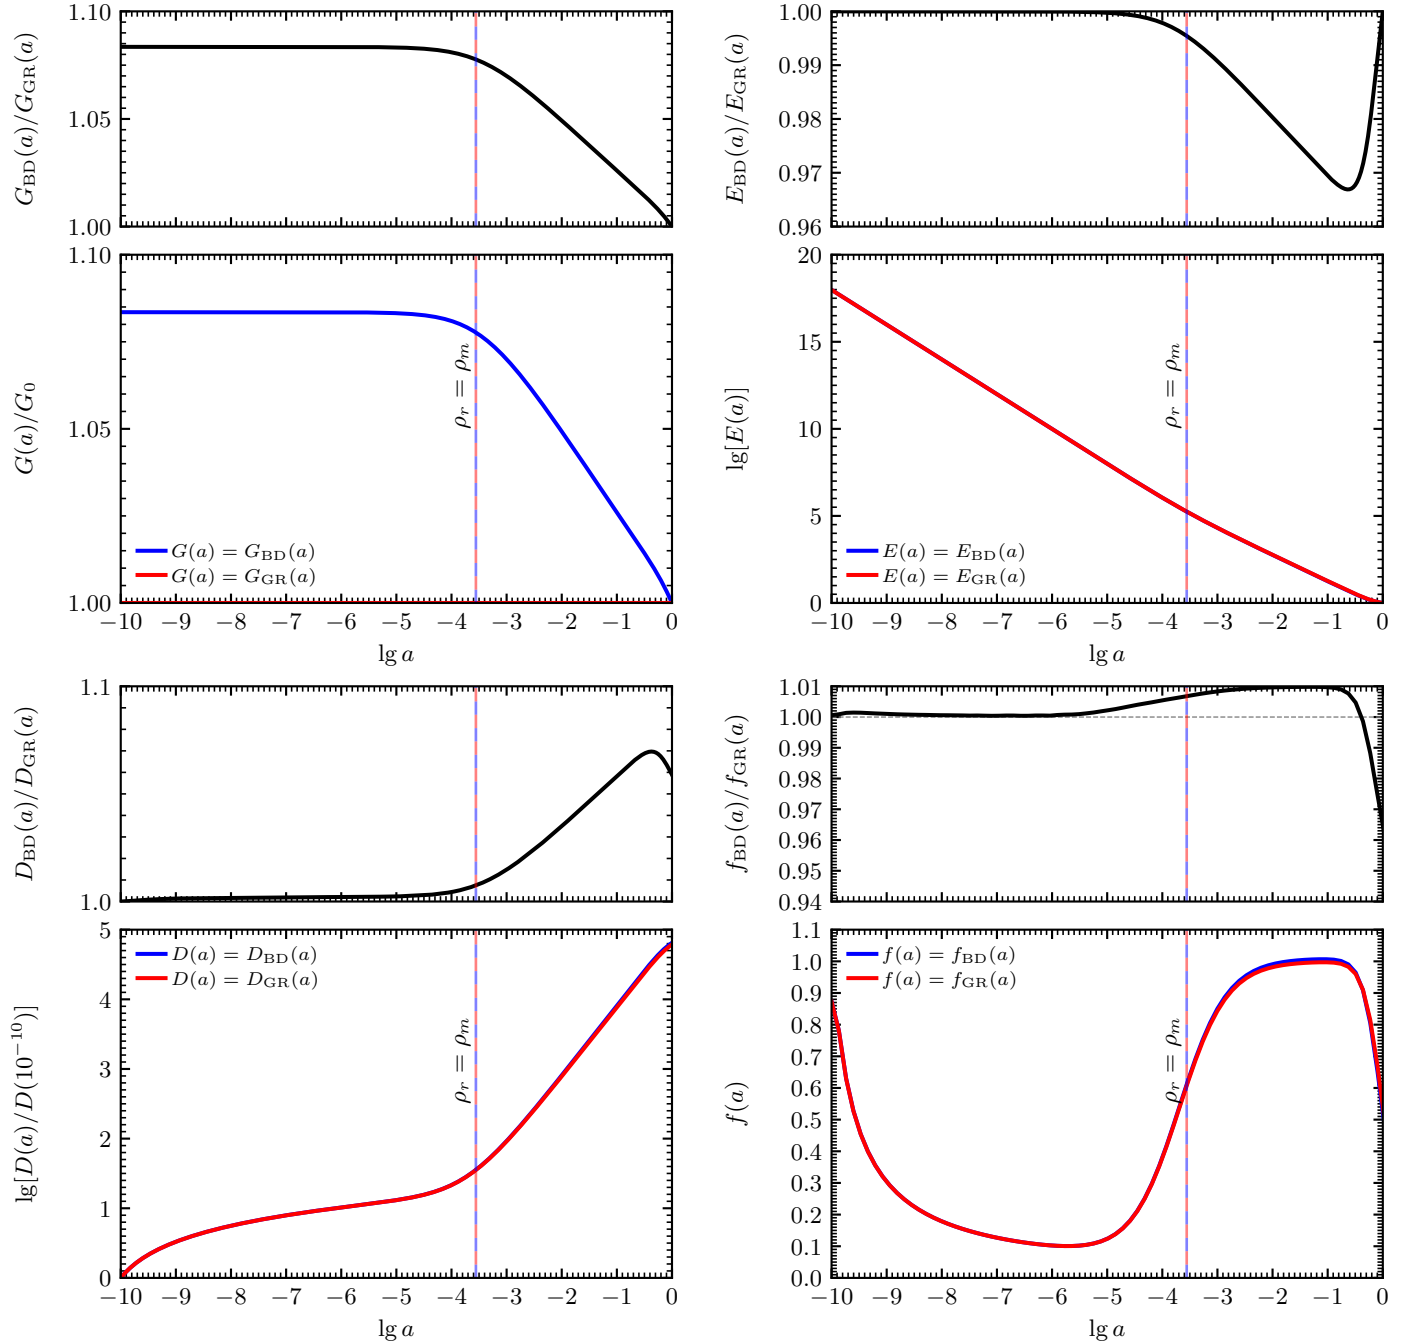 G_BD(a)/G_GR(a)
1.10
1.05
1.00
E_BD(a)/E_GR(a)
1.00
0.99
0.98
0.97
0.96
G(a)/G_0
1.10
1.05
1.00
ρ_r = ρ_m
G(a) = G_BD(a)
G(a) = G_GR(a)
−10 −9 −8 −7 −6 −5 −4 −3 −2 −1 0
lg a
lg[E(a)]
20
15
10
5
0
ρ_r = ρ_m
E(a) = E_BD(a)
E(a) = E_GR(a)
−10 −9 −8 −7 −6 −5 −4 −3 −2 −1 0
lg a
D_BD(a)/D_GR(a)
1.1
1.0
f_BD(a)/f_GR(a)
1.01
1.00
0.99
0.98
0.97
0.96
0.95
0.94
lg[D(a)/D(10^−10)]
5
4
3
2
1
0
D(a) = D_BD(a)
D(a) = D_GR(a)
ρ_r = ρ_m
−10 −9 −8 −7 −6 −5 −4 −3 −2 −1 0
lg a
f(a)
1.1
1.0
0.9
0.8
0.7
0.6
0.5
0.4
0.3
0.2
0.1
0.0
f(a) = f_BD(a)
f(a) = f_GR(a)
ρ_r = ρ_m
−10 −9 −8 −7 −6 −5 −4 −3 −2 −1 0
lg a